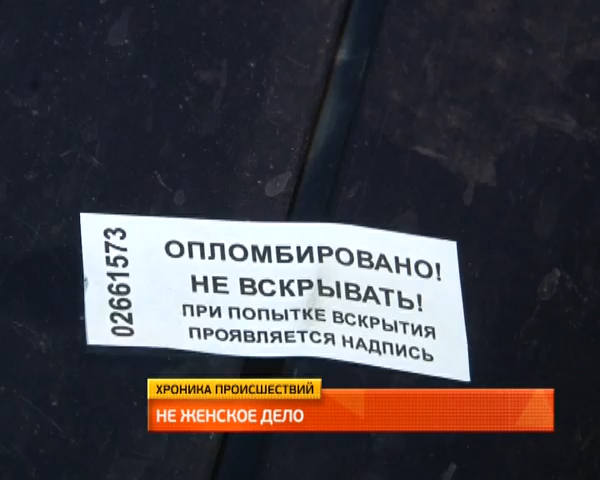 02661573
ОПЛОМБИРОВАНО!
НЕ ВСКРЫВАТЬ!
ПРИ ПОПЫТКЕ ВСКРЫТИЯ
ПРОЯВЛЯЕТСЯ НАДПИСЬ
ХРОНИКА ПРОИСШЕСТВИЙ
НЕ ЖЕНСКОЕ ДЕЛО